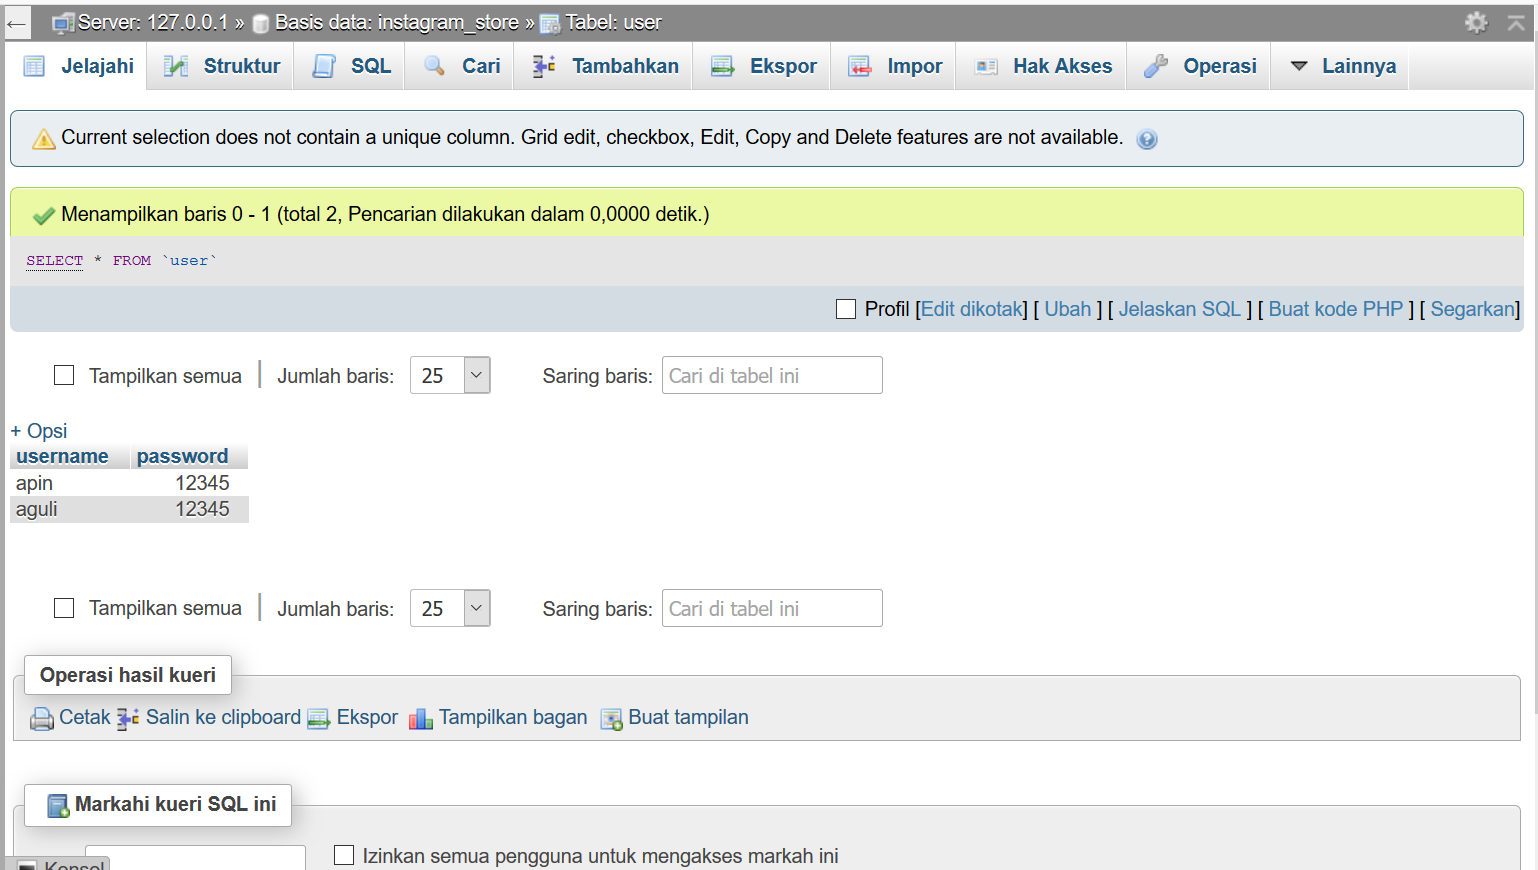 Server: 127.0.0.1 » Basis data: instagram_store » Tabel: user
Jelajahi Struktur SQL Cari Tambahkan Ekspor Impor Hak Akses Operasi Lainnya
Current selection does not contain a unique column. Grid edit, checkbox, Edit, Copy and Delete features are not available.
Menampilkan baris 0 - 1 (total 2, Pencarian dilakukan dalam 0,0000 detik.)
SELECT * FROM `user`
Profil [Edit dikotak] [ Ubah ] [ Jelaskan SQL ] [ Buat kode PHP ] [ Segarkan]
Tampilkan semua | Jumlah baris: 25 Saring baris: Cari di tabel ini
+ Opsi
username password
apin 12345
aguli 12345
Tampilkan semua | Jumlah baris: 25 Saring baris: Cari di tabel ini
Operasi hasil kueri
Cetak Salin ke clipboard Ekspor Tampilkan bagan Buat tampilan
Markahi kueri SQL ini
Izinkan semua pengguna untuk mengakses markah ini
Konsol